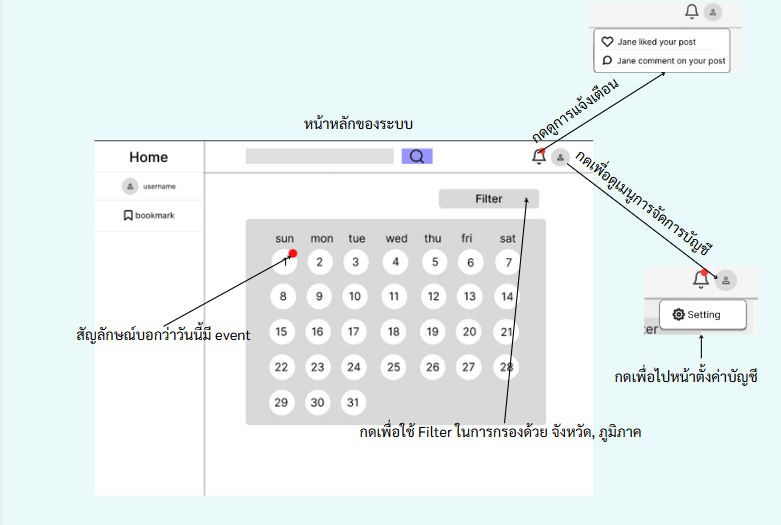 Jane liked your post
Jane comment on your post
กดดูการแจ้งเตือน
หน้าหลักของระบบ
Home
กดเพื่อดูเมนูการจัดการบัญชี
username
bookmark
Filter
sun mon tue wed thu fri sat
1 2 3 4 5 6 7
8 9 10 11 12 13 14
15 16 17 18 19 20 21
22 23 24 25 26 27 28
29 30 31
สัญลักษณ์บอกว่าวันนี้มี event
Setting
ter
กดเพื่อไปหน้าตั้งค่าบัญชี
กดเพื่อใช้ Filter ในการกรองด้วย จังหวัด, ภูมิภาค